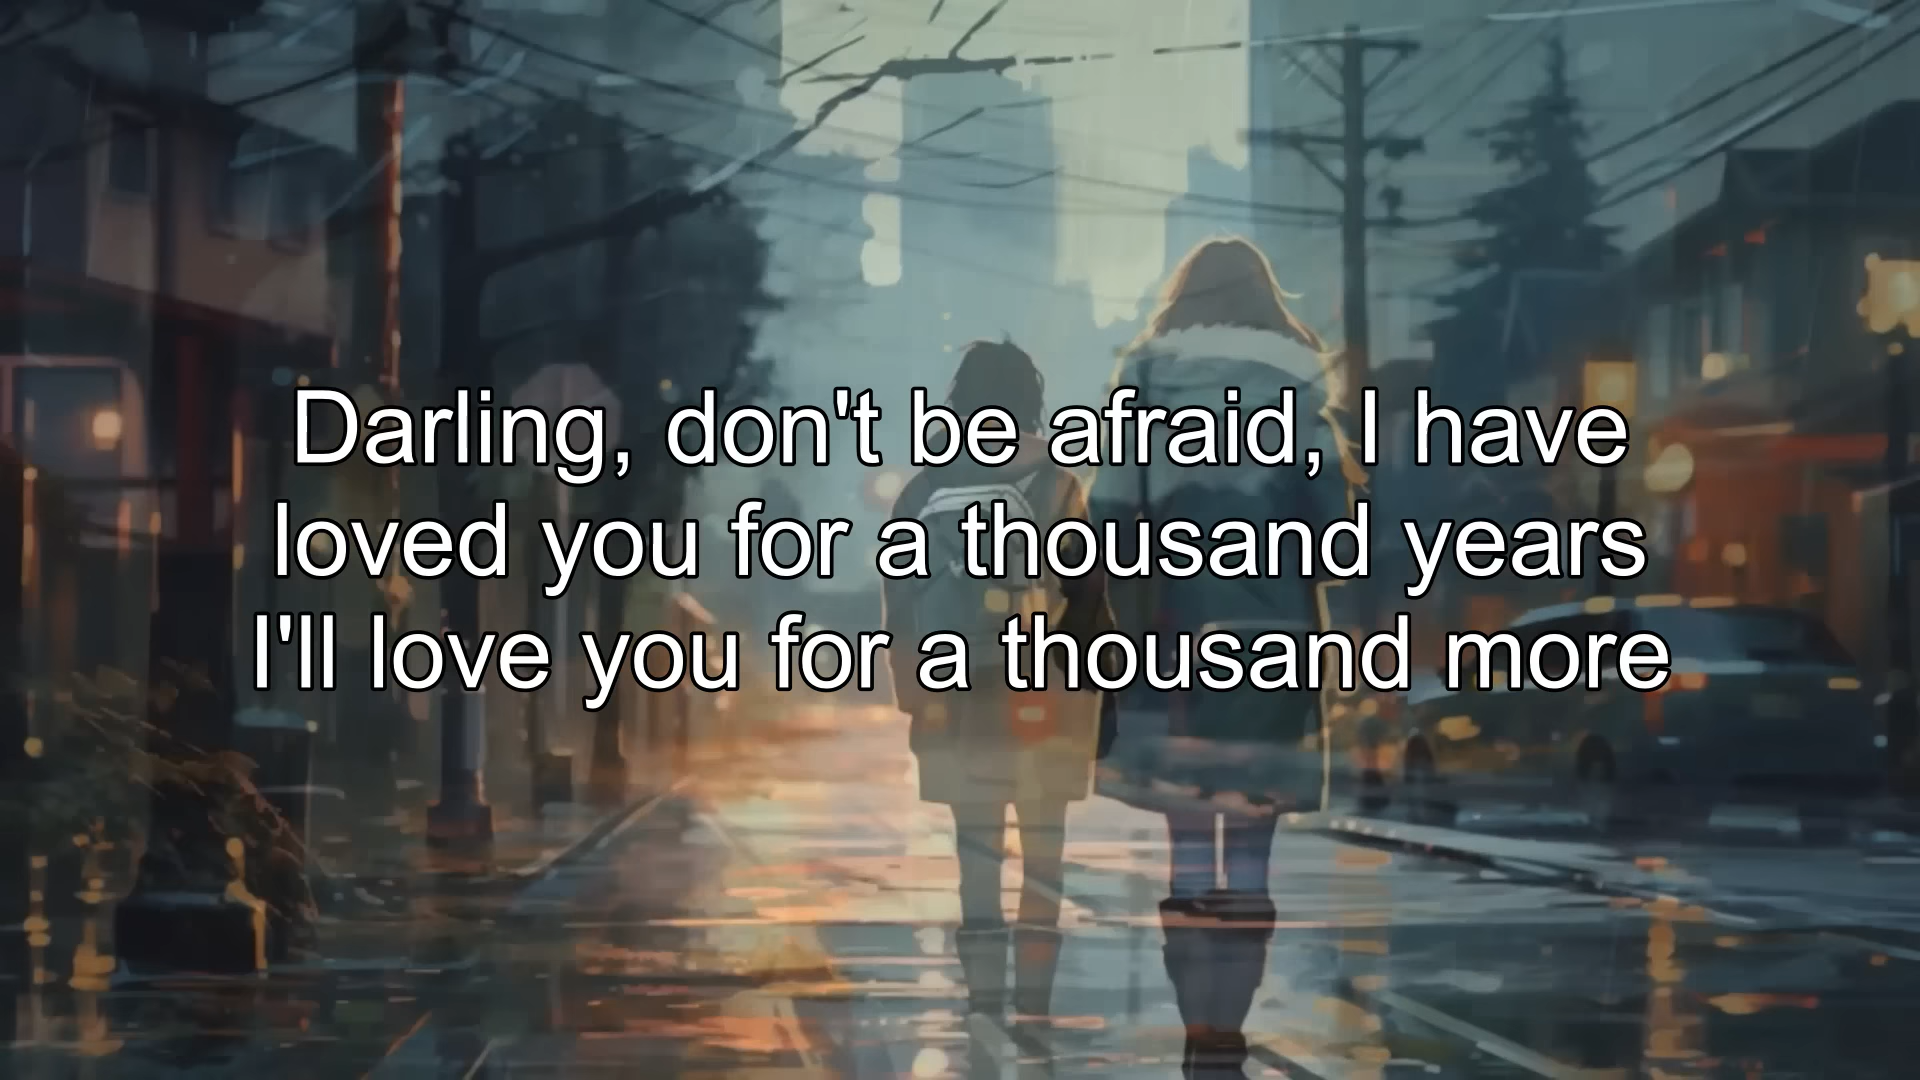 Darling, don't be afraid, I have
loved you for a thousand years
I'll love you for a thousand more